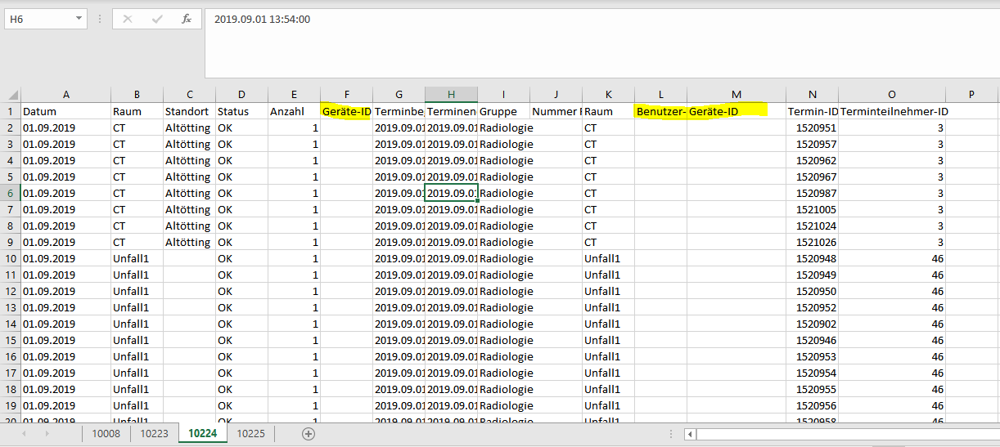 H6 fx 2019.09.01 13:54:00
A B C D E F G H I J K L M N O P
1 Datum Raum Standort Status Anzahl Geräte-ID Terminbe Terminen Gruppe Nummer Raum Benutzer- Geräte-ID Termin-ID Terminteilnehmer-ID
2 01.09.2019 CT Altötting OK 1 2019.09.01 2019.09.01 Radiologie CT 1520951 3
3 01.09.2019 CT Altötting OK 1 2019.09.01 2019.09.01 Radiologie CT 1520957 3
4 01.09.2019 CT Altötting OK 1 2019.09.01 2019.09.01 Radiologie CT 1520962 3
5 01.09.2019 CT Altötting OK 1 2019.09.01 2019.09.01 Radiologie CT 1520967 3
6 01.09.2019 CT Altötting OK 1 2019.09.01 2019.09.01 Radiologie CT 1520987 3
7 01.09.2019 CT Altötting OK 1 2019.09.01 2019.09.01 Radiologie CT 1521005 3
8 01.09.2019 CT Altötting OK 1 2019.09.01 2019.09.01 Radiologie CT 1521024 3
9 01.09.2019 CT Altötting OK 1 2019.09.01 2019.09.01 Radiologie CT 1521026 3
10 01.09.2019 Unfall1 OK 1 2019.09.01 2019.09.01 Radiologie Unfall1 1520948 46
11 01.09.2019 Unfall1 OK 1 2019.09.01 2019.09.01 Radiologie Unfall1 1520949 46
12 01.09.2019 Unfall1 OK 1 2019.09.01 2019.09.01 Radiologie Unfall1 1520950 46
13 01.09.2019 Unfall1 OK 1 2019.09.01 2019.09.01 Radiologie Unfall1 1520952 46
14 01.09.2019 Unfall1 OK 1 2019.09.01 2019.09.01 Radiologie Unfall1 1520902 46
15 01.09.2019 Unfall1 OK 1 2019.09.01 2019.09.01 Radiologie Unfall1 1520946 46
16 01.09.2019 Unfall1 OK 1 2019.09.01 2019.09.01 Radiologie Unfall1 1520953 46
17 01.09.2019 Unfall1 OK 1 2019.09.01 2019.09.01 Radiologie Unfall1 1520954 46
18 01.09.2019 Unfall1 OK 1 2019.09.01 2019.09.01 Radiologie Unfall1 1520955 46
19 01.09.2019 Unfall1 OK 1 2019.09.01 2019.09.01 Radiologie Unfall1 1520956 46
20 01.09.2019 Unfall1 OK 1 2019.09.01 2019.09.01 Radiologie Unfall1 1520958 46
10008 10223 10224 10225